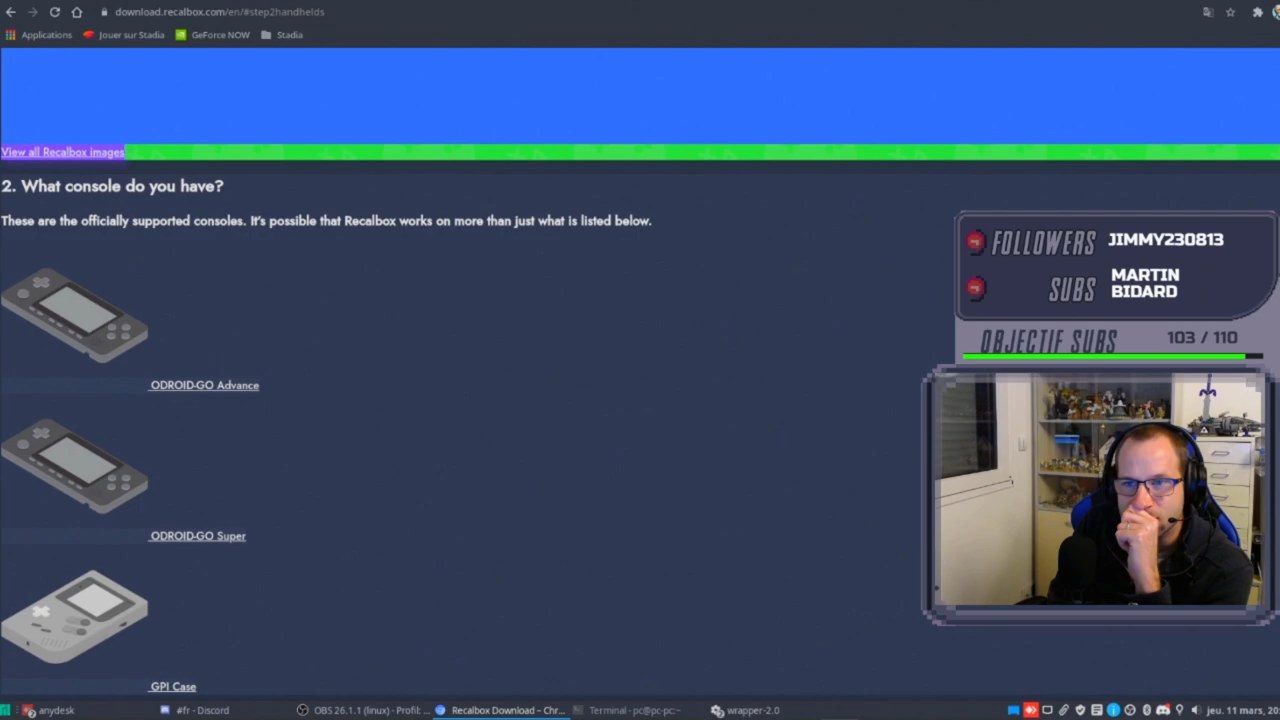 download.recalbox.com/en/#step2handhelds
Applications
Jouer sur Stadia
GeForce NOW
Stadia
View all Recalbox images
2. What console do you have?
These are the officially supported consoles. It's possible that Recalbox works on more than just what is listed below.
ODROID-GO Advance
ODROID-GO Super
GPI Case
FOLLOWERS JIMMY230813
SUBS MARTIN
BIDARD
OBJECTIF SUBS 103 / 110
anydesk
#fr - Discord
OBS 26.1.1 (linux) - Profil: ...
Recalbox Download – Chr...
Terminal - pc@pc-pc:~
wrapper-2.0
jeu. 11 mars, 20